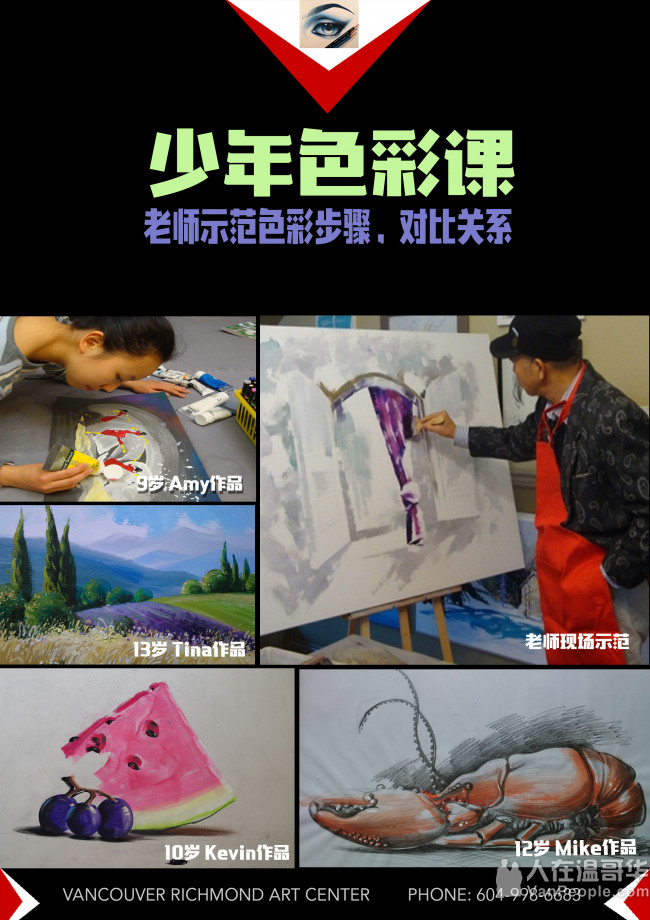 少年色彩课
老师示范色彩步骤、对比关系
9岁 Amy作品
13岁 Tina作品
老师现场示范
10岁 Kevin作品
12岁 Mike作品
人在温哥华
VANCOUVER RICHMOND ART CENTER PHONE: 604-998-6683